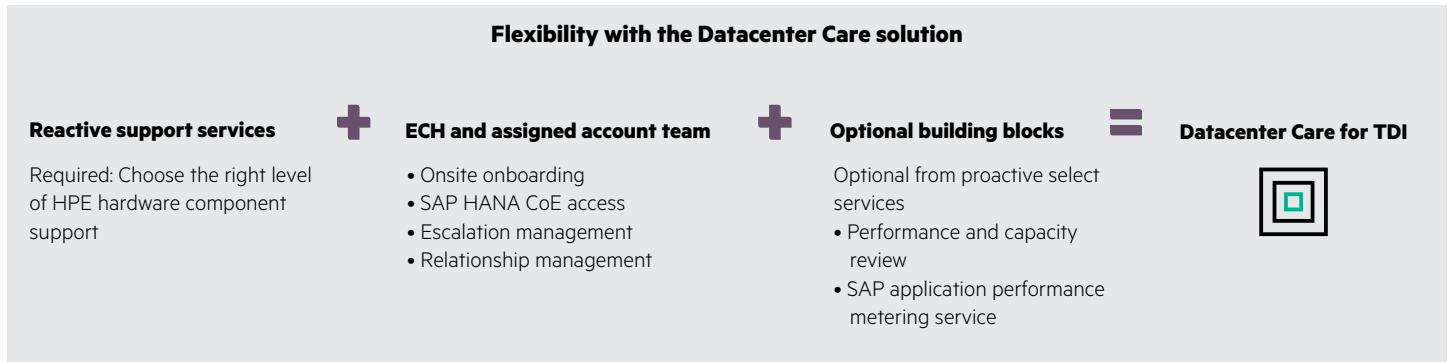 Flexibility with the Datacenter Care solution
Reactive support services
Required: Choose the right level
of HPE hardware component
support
ECH and assigned account team
• Onsite onboarding
• SAP HANA CoE access
• Escalation management
• Relationship management
Optional building blocks
Optional from proactive select
services
• Performance and capacity
review
• SAP application performance
metering service
Datacenter Care for TDI